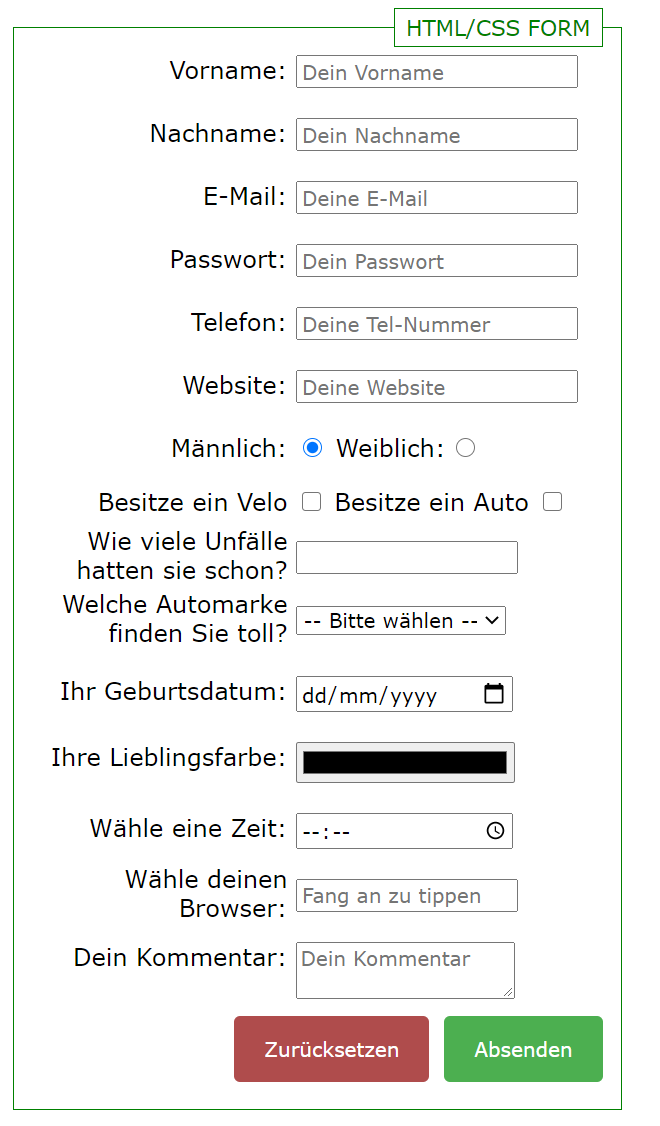 HTML/CSS FORM
Vorname: Dein Vorname
Nachname: Dein Nachname
E-Mail: Deine E-Mail
Passwort: Dein Passwort
Telefon: Deine Tel-Nummer
Website: Deine Website
Männlich: Weiblich:
Besitze ein Velo Besitze ein Auto
Wie viele Unfälle
hatten sie schon?
Welche Automarke
finden Sie toll?
-- Bitte wählen --
Ihr Geburtsdatum: dd/mm/yyyy
Ihre Lieblingsfarbe:
Wähle eine Zeit: --:--
Wähle deinen
Browser:
Fang an zu tippen
Dein Kommentar: Dein Kommentar
Zurücksetzen Absenden